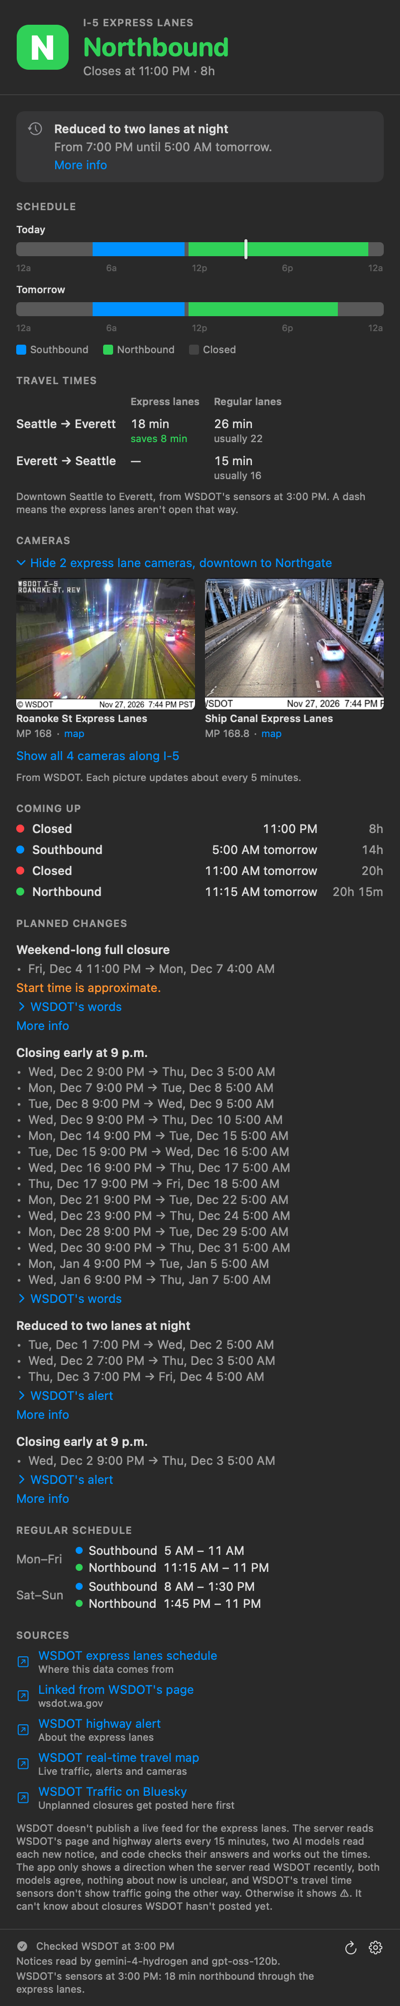 I-5 EXPRESS LANES
N
Northbound
Closes at 11:00 PM · 8h
Reduced to two lanes at night
From 7:00 PM until 5:00 AM tomorrow.
More info
SCHEDULE
Today
12a 6a 12p 6p 12a
Tomorrow
12a 6a 12p 6p 12a
Southbound Northbound Closed
TRAVEL TIMES
Express lanes Regular lanes
Seattle → Everett 18 min 26 min
saves 8 min usually 22
Everett → Seattle — 15 min
usually 16
Downtown Seattle to Everett, from WSDOT's sensors at 3:00 PM. A dash
means the express lanes aren't open that way.
CAMERAS
Hide 2 express lane cameras, downtown to Northgate
WSDOT I-5
ROANOKE ST. REV
© WSDOT Nov 27, 2026 7:44 PM PST
WSDOT Nov 27, 2026 7:44 PM
Roanoke St Express Lanes
MP 168 · map
Ship Canal Express Lanes
MP 168.8 · map
Show all 4 cameras along I-5
From WSDOT. Each picture updates about every 5 minutes.
COMING UP
Closed 11:00 PM 8h
Southbound 5:00 AM tomorrow 14h
Closed 11:00 AM tomorrow 20h
Northbound 11:15 AM tomorrow 20h 15m
PLANNED CHANGES
Weekend-long full closure
• Fri, Dec 4 11:00 PM → Mon, Dec 7 4:00 AM
Start time is approximate.
WSDOT's words
More info
Closing early at 9 p.m.
• Wed, Dec 2 9:00 PM → Thu, Dec 3 5:00 AM
• Mon, Dec 7 9:00 PM → Tue, Dec 8 5:00 AM
• Tue, Dec 8 9:00 PM → Wed, Dec 9 5:00 AM
• Wed, Dec 9 9:00 PM → Thu, Dec 10 5:00 AM
• Mon, Dec 14 9:00 PM → Tue, Dec 15 5:00 AM
• Tue, Dec 15 9:00 PM → Wed, Dec 16 5:00 AM
• Wed, Dec 16 9:00 PM → Thu, Dec 17 5:00 AM
• Thu, Dec 17 9:00 PM → Fri, Dec 18 5:00 AM
• Mon, Dec 21 9:00 PM → Tue, Dec 22 5:00 AM
• Wed, Dec 23 9:00 PM → Thu, Dec 24 5:00 AM
• Mon, Dec 28 9:00 PM → Tue, Dec 29 5:00 AM
• Wed, Dec 30 9:00 PM → Thu, Dec 31 5:00 AM
• Mon, Jan 4 9:00 PM → Tue, Jan 5 5:00 AM
• Wed, Jan 6 9:00 PM → Thu, Jan 7 5:00 AM
WSDOT's words
Reduced to two lanes at night
• Tue, Dec 1 7:00 PM → Wed, Dec 2 5:00 AM
• Wed, Dec 2 7:00 PM → Thu, Dec 3 5:00 AM
• Thu, Dec 3 7:00 PM → Fri, Dec 4 5:00 AM
WSDOT's alert
More info
Closing early at 9 p.m.
• Wed, Dec 2 9:00 PM → Thu, Dec 3 5:00 AM
WSDOT's alert
More info
REGULAR SCHEDULE
Mon–Fri Southbound 5 AM – 11 AM
Northbound 11:15 AM – 11 PM
Sat–Sun Southbound 8 AM – 1:30 PM
Northbound 1:45 PM – 11 PM
SOURCES
WSDOT express lanes schedule
Where this data comes from
Linked from WSDOT's page
wsdot.wa.gov
WSDOT highway alert
About the express lanes
WSDOT real-time travel map
Live traffic, alerts and cameras
WSDOT Traffic on Bluesky
Unplanned closures get posted here first
WSDOT doesn't publish a live feed for the express lanes. The server reads
WSDOT's page and highway alerts every 15 minutes, two AI models read
each new notice, and code checks their answers and works out the times.
The app only shows a direction when the server read WSDOT recently, both
models agree, nothing about now is unclear, and WSDOT's travel time
sensors don't show traffic going the other way. Otherwise it shows ⚠. It
can't know about closures WSDOT hasn't posted yet.
Checked WSDOT at 3:00 PM
Notices read by gemini-4-hydrogen and gpt-oss-120b.
WSDOT's sensors at 3:00 PM: 18 min northbound through the
express lanes.